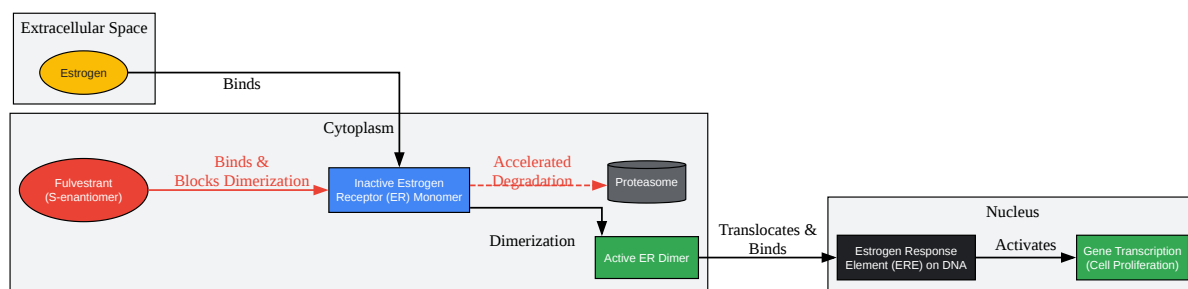 Extracellular Space
Estrogen
Binds
Cytoplasm
Fulvestrant
(S-enantiomer)
Binds &
Blocks Dimerization
Inactive Estrogen
Receptor (ER) Monomer
Accelerated
Degradation
Proteasome
Dimerization
Active ER Dimer
Translocates &
Binds
Nucleus
Estrogen Response
Element (ERE) on DNA
Activates
Gene Transcription
(Cell Proliferation)